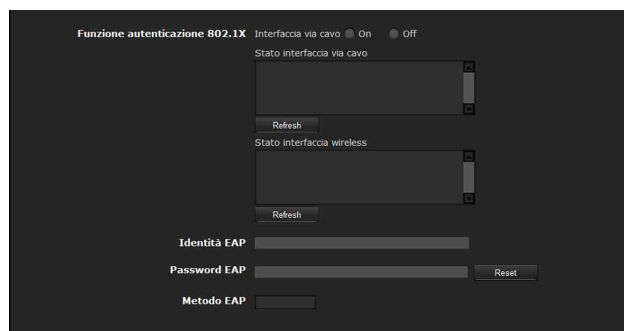 Funzione autenticazione 802.1X Interfaccia via cavo On Off
Stato interfaccia via cavo
Refresh
Stato interfaccia wireless
Refresh
Identità EAP
Password EAP Reset
Metodo EAP